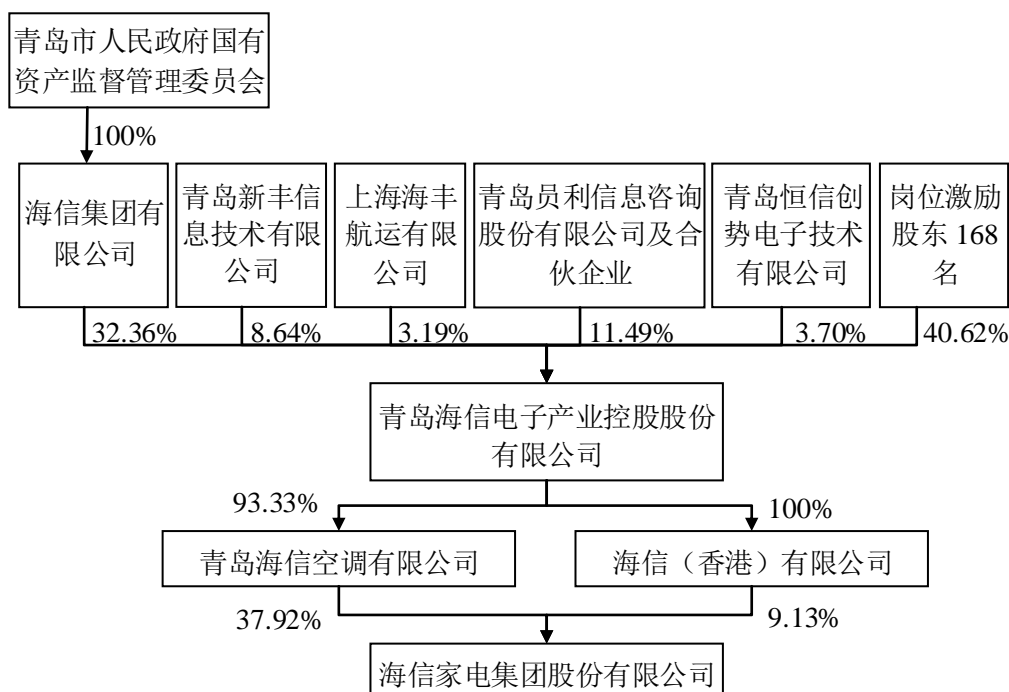 青岛市人民政府国有
资产监督管理委员会
100%
海信集团有
限公司
青岛新丰信
息技术有限
公司
上海海丰
航运有限
公司
青岛员利信息咨询
股份有限公司及合
伙企业
青岛恒信创
势电子技术
有限公司
岗位激励
股东 168
名
32.36%
8.64%
3.19%
11.49%
3.70%
40.62%
青岛海信电子产业控股股份
有限公司
93.33%
100%
青岛海信空调有限公司
海信（香港）有限公司
37.92%
9.13%
海信家电集团股份有限公司